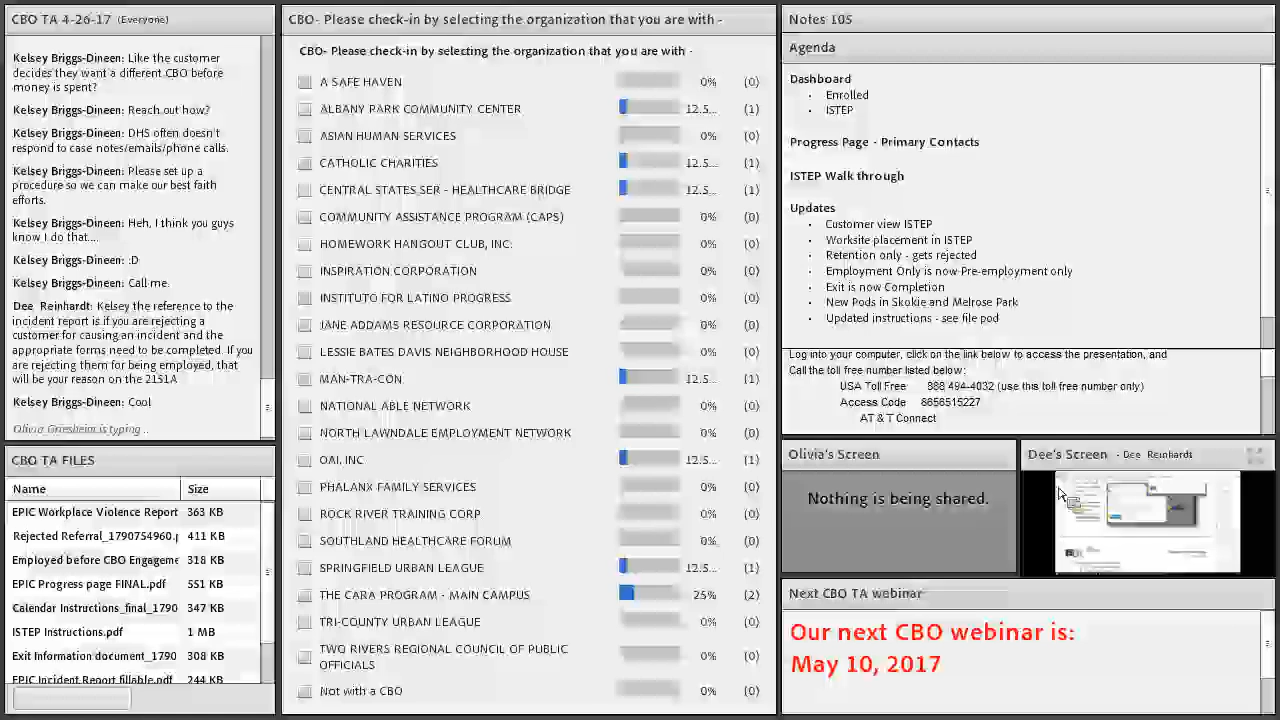 CBO TA 4-26-17 (Everyone)
Kelsey Briggs-Dineen: Like the customer
decides they want a different CBO before
money is spent?
Kelsey Briggs-Dineen: Reach out how?
Kelsey Briggs-Dineen: DHS often doesn't
respond to case notes/emails/phone calls.
Kelsey Briggs-Dineen: Please set up a
procedure so we can make our best faith
efforts.
Kelsey Briggs-Dineen: Heh, I think you guys
know I do that....
Kelsey Briggs-Dineen: :D
Kelsey Briggs-Dineen: Call me.
Dee Reinhardt: Kelsey the reference to the
incident report is if you are rejecting a
customer for causing an incident and the
appropriate forms need to be completed. If you
are rejecting them for being employed, that
will be your reason on the 2151A
Kelsey Briggs-Dineen: Cool
Olivia Griesheim is typing...
CBO TA FILES
Name Size
EPIC Workplace Violence Report 363 KB
Rejected Referral_1790754960.p 411 KB
Employed before CBO Engageme 318 KB
EPIC Progress page FINAL.pdf 551 KB
Calendar Instructions_final_1790 347 KB
ISTEP Instructions.pdf 1 MB
Exit Information document_1790 308 KB
EPIC Incident Report fillable.pdf 244 KB
CBO- Please check-in by selecting the organization that you are with -
CBO- Please check-in by selecting the organization that you are with -
A SAFE HAVEN 0% (0)
ALBANY PARK COMMUNITY CENTER 12.5... (1)
ASIAN HUMAN SERVICES 0% (0)
CATHOLIC CHARITIES 12.5... (1)
CENTRAL STATES SER - HEALTHCARE BRIDGE 12.5... (1)
COMMUNITY ASSISTANCE PROGRAM (CAPS) 0% (0)
HOMEWORK HANGOUT CLUB, INC. 0% (0)
INSPIRATION CORPORATION 0% (0)
INSTITUTO FOR LATINO PROGRESS 0% (0)
JANE ADDAMS RESOURCE CORPORATION 0% (0)
LESSIE BATES DAVIS NEIGHBORHOOD HOUSE 0% (0)
MAN-TRA-CON 12.5... (1)
NATIONAL ABLE NETWORK 0% (0)
NORTH LAWNDALE EMPLOYMENT NETWORK 0% (0)
OAI, INC 12.5... (1)
PHALANX FAMILY SERVICES 0% (0)
ROCK RIVER TRAINING CORP 0% (0)
SOUTHLAND HEALTHCARE FORUM 0% (0)
SPRINGFIELD URBAN LEAGUE 12.5... (1)
THE CARA PROGRAM - MAIN CAMPUS 25% (2)
TRI-COUNTY URBAN LEAGUE 0% (0)
TWO RIVERS REGIONAL COUNCIL OF PUBLIC
OFFICIALS 0% (0)
Not with a CBO 0% (0)
Notes 105
Agenda
Dashboard
• Enrolled
• ISTEP
Progress Page - Primary Contacts
ISTEP Walk through
Updates
• Customer view ISTEP
• Worksite placement in ISTEP
• Retention only - gets rejected
• Employment Only is now Pre-employment only
• Exit is now Completion
• New Pods in Skokie and Melrose Park
• Updated instructions - see file pod
Log into your computer, click on the link below to access the presentation, and
Call the toll free number listed below:
USA Toll Free 888 494-4032 (use this toll free number only)
Access Code 8656515227
AT & T Connect
Olivia's Screen
Nothing is being shared.
Dee's Screen - Dee Reinhardt
Next CBO TA webinar
Our next CBO webinar is:
May 10, 2017